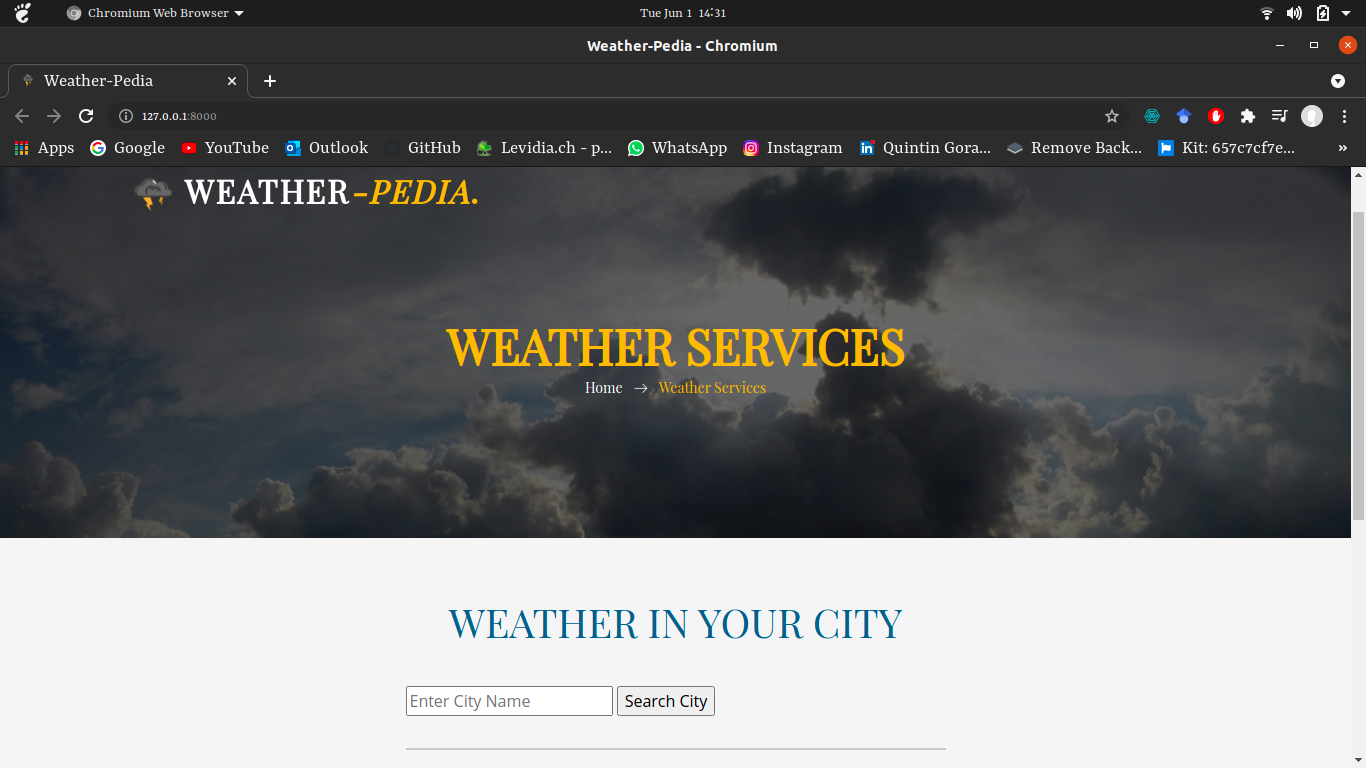 Chromium Web Browser
Tue Jun 1 14:31
Weather-Pedia - Chromium
Weather-Pedia
127.0.0.1:8000
Apps Google YouTube Outlook GitHub Levidia.ch - p... WhatsApp Instagram Quintin Gora... Remove Back... Kit: 657c7cf7e... »
WEATHER-PEDIA.
WEATHER SERVICES
Home → Weather Services
WEATHER IN YOUR CITY
Enter City Name Search City